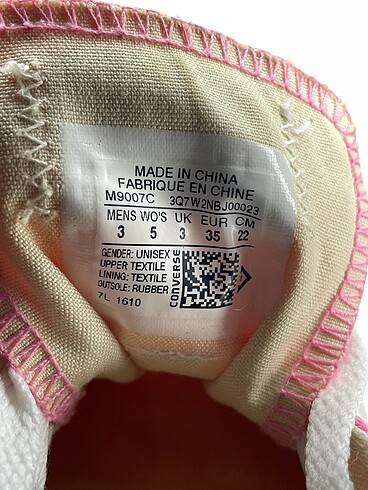 MADE IN CHINA
FABRIQUE EN CHINE
M9007C 3Q7W2NBJ00023
MENS WO'S UK EUR CM
3 5 3 35 22
GENDER: UNISEX
UPPER TEXTILE
LINING: TEXTILE
OUTSOLE: RUBBER
7L 1610
CONVERSE